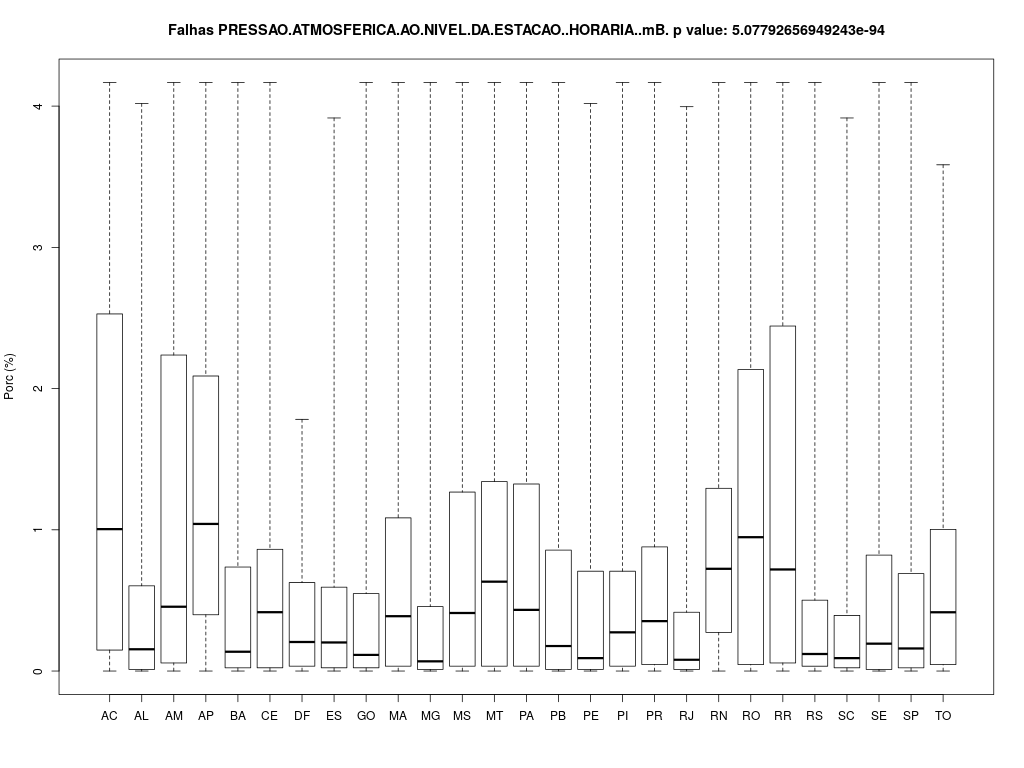 Falhas PRESSAO.ATMOSFERICA.AO.NIVEL.DA.ESTACAO..HORARIA..mB. p value: 5.07792656949243e-94
Porc (%)
4
3
2
1
0
AC AL AM AP BA CE DF ES GO MA MG MS MT PA PB PE PI PR RJ RN RO RR RS SC SE SP TO